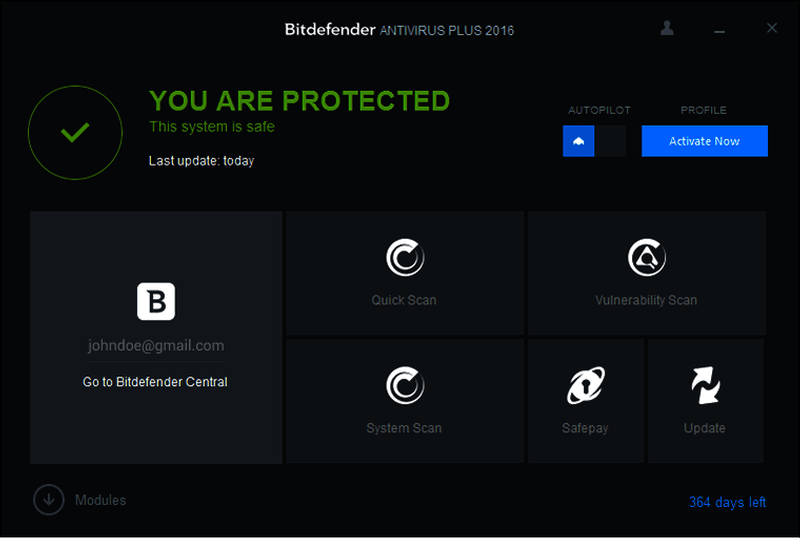 Bitdefender ANTIVIRUS PLUS 2016
YOU ARE PROTECTED
This system is safe
Last update: today
AUTOPILOT
PROFILE
Activate Now
B
johndoe@gmail.com
Go to Bitdefender Central
Quick Scan
Vulnerability Scan
System Scan
Safepay
Update
Modules
364 days left